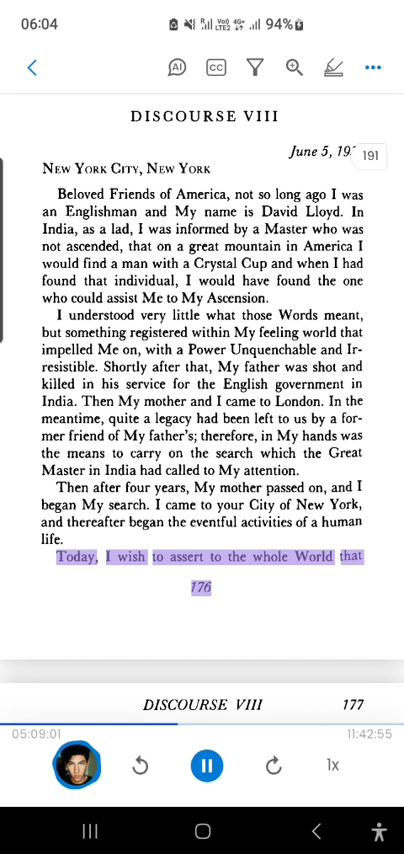 06:04
94%
AI
CC
DISCOURSE VIII
June 5, 19
191
NEW YORK CITY, NEW YORK
Beloved Friends of America, not so long ago I was
an Englishman and My name is David Lloyd. In
India, as a lad, I was informed by a Master who was
not ascended, that on a great mountain in America I
would find a man with a Crystal Cup and when I had
found that individual, I would have found the one
who could assist Me to My Ascension.
I understood very little what those Words meant,
but something registered within My feeling world that
impelled Me on, with a Power Unquenchable and Ir-
resistible. Shortly after that, My father was shot and
killed in his service for the English government in
India. Then My mother and I came to London. In the
meantime, quite a legacy had been left to us by a for-
mer friend of My father's; therefore, in My hands was
the means to carry on the search which the Great
Master in India had called to My attention.
Then after four years, My mother passed on, and I
began My search. I came to your City of New York,
and thereafter began the eventful activities of a human
life.
Today, I wish to assert to the whole World that
176
DISCOURSE VIII 177
05:09:01 11:42:55
1x